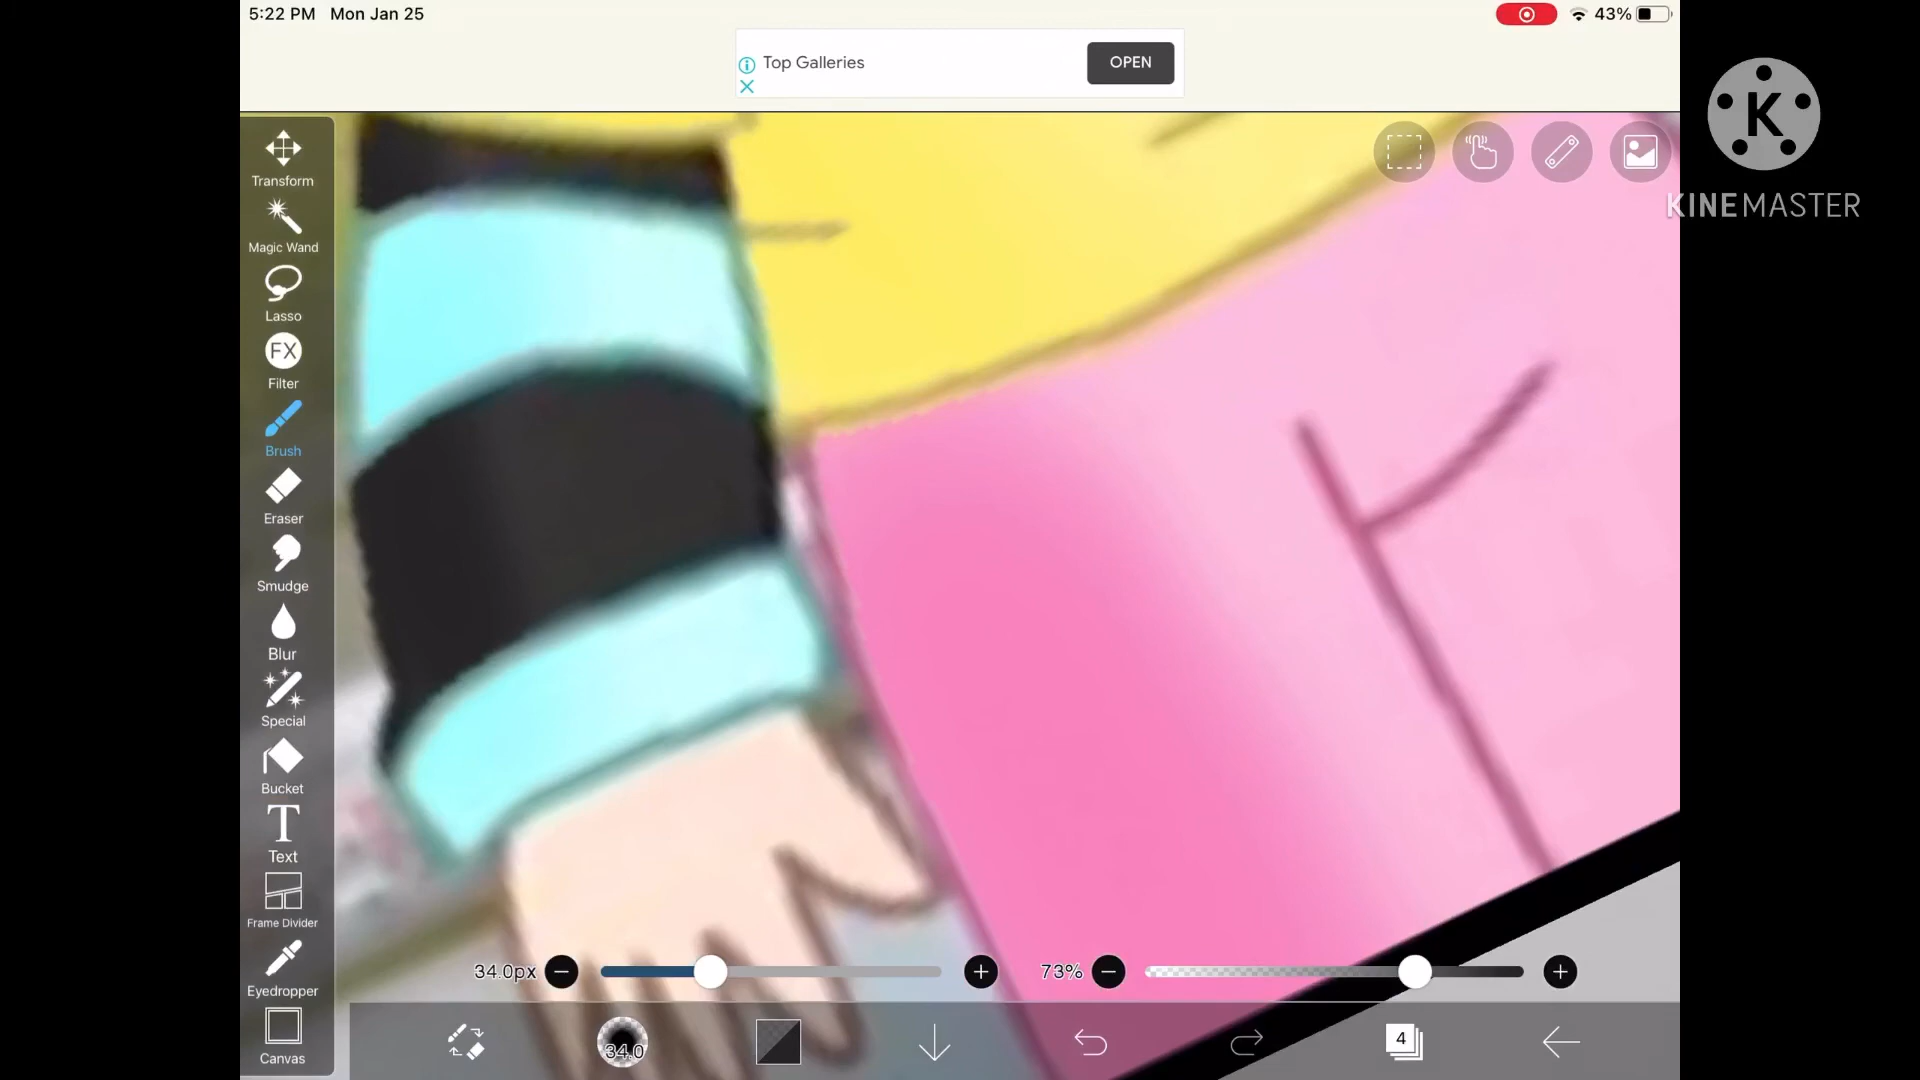 5:22 PM Mon Jan 25
43%
Top Galleries
OPEN
K
KINEMASTER
Transform
Magic Wand
Lasso
FX
Filter
Brush
Eraser
Smudge
Blur
Special
Bucket
T
Text
Frame Divider
Eyedropper
Canvas
34.0px
73%
34.0
4